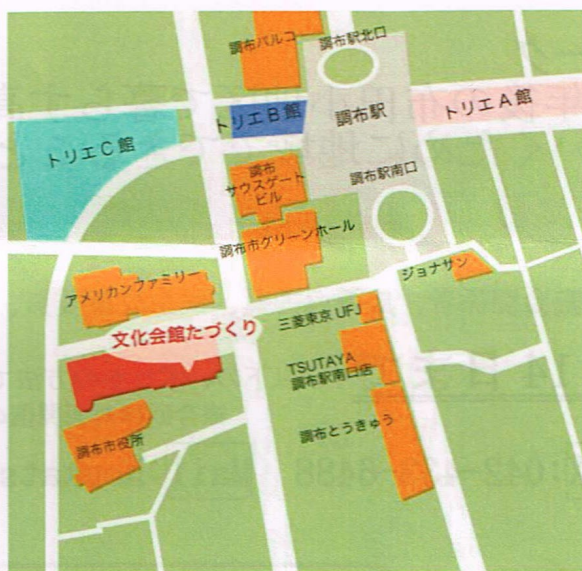 調布パルコ
調布駅北口
トリエB館
調布駅
トリエA館
トリエC館
調布
サウスゲート
ビル
調布駅南口
調布市グリーンホール
ジョナサン
アメリカンファミリー
三菱東京UFJ
文化会館たづくり
TSUTAYA
調布駅南口店
調布とうきゅう
調布市役所